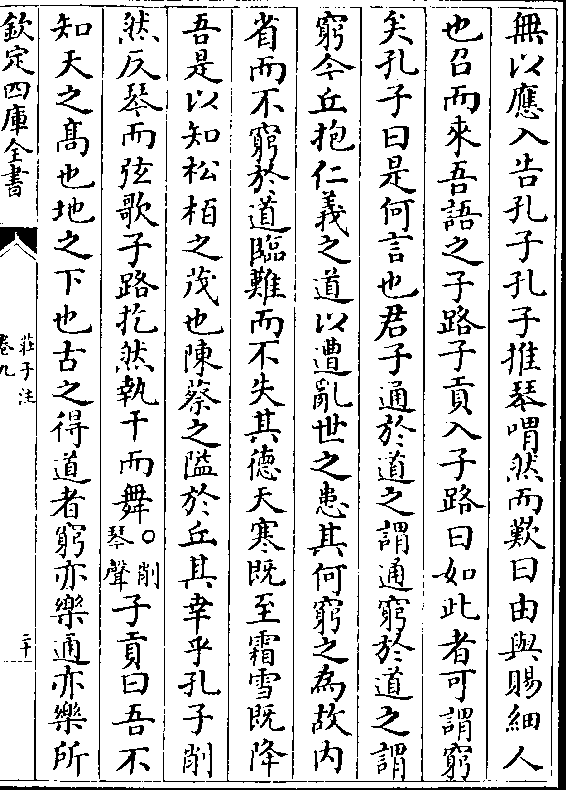 無以應入告孔子孔子推琴喟然而歎曰由與賜細人
也召而來吾語之子路子貢入子路曰如此者可謂窮
矣孔子曰是何言也君子通於道之謂通窮於道之謂
窮今丘抱仁義之道以遭亂世之患其何窮之為故內
省而不窮於道臨難而不失其德天寒既至霜雪既降
吾是以知松栢之茂也陳蔡之隘於丘其幸乎孔子削
然反琴而弦歌子路扢然執干而舞○削琴聲子貢曰吾不
知天之髙也地之下也古之得道者窮亦樂通亦樂所
欽定四庫全書
莊子注
卷九
二十